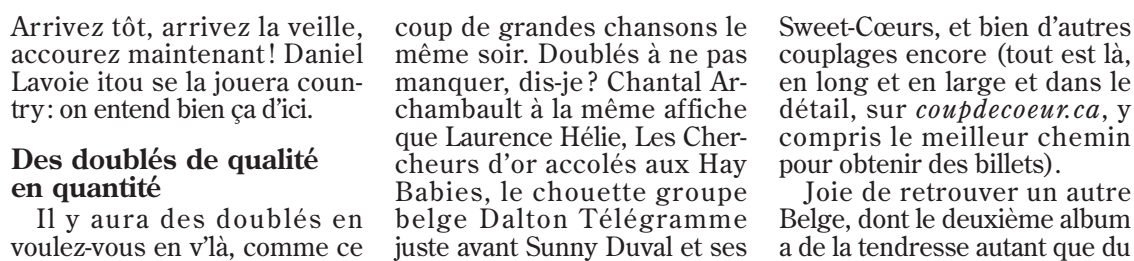 Arrivez tôt, arrivez la veille,
accourez maintenant! Daniel
Lavoie itou se la jouera coun-
try: on entend bien ça d'ici.
Des doublés de qualité
en quantité
Il y aura des doublés en
voulez-vous en v'là, comme ce
coup de grandes chansons le
même soir. Doublés à ne pas
manquer, dis-je? Chantal Ar-
chambault à la même affiche
que Laurence Hélie, Les Cher-
cheurs d'or accolés aux Hay
Babies, le chouette groupe
belge Dalton Télégramme
juste avant Sunny Duval et ses
Sweet-Cœurs, et bien d'autres
couplages encore (tout est là,
en long et en large et dans le
détail, sur coupdecoeur.ca, y
compris le meilleur chemin
pour obtenir des billets).
Joie de retrouver un autre
Belge, dont le deuxième album
a de la tendresse autant que du